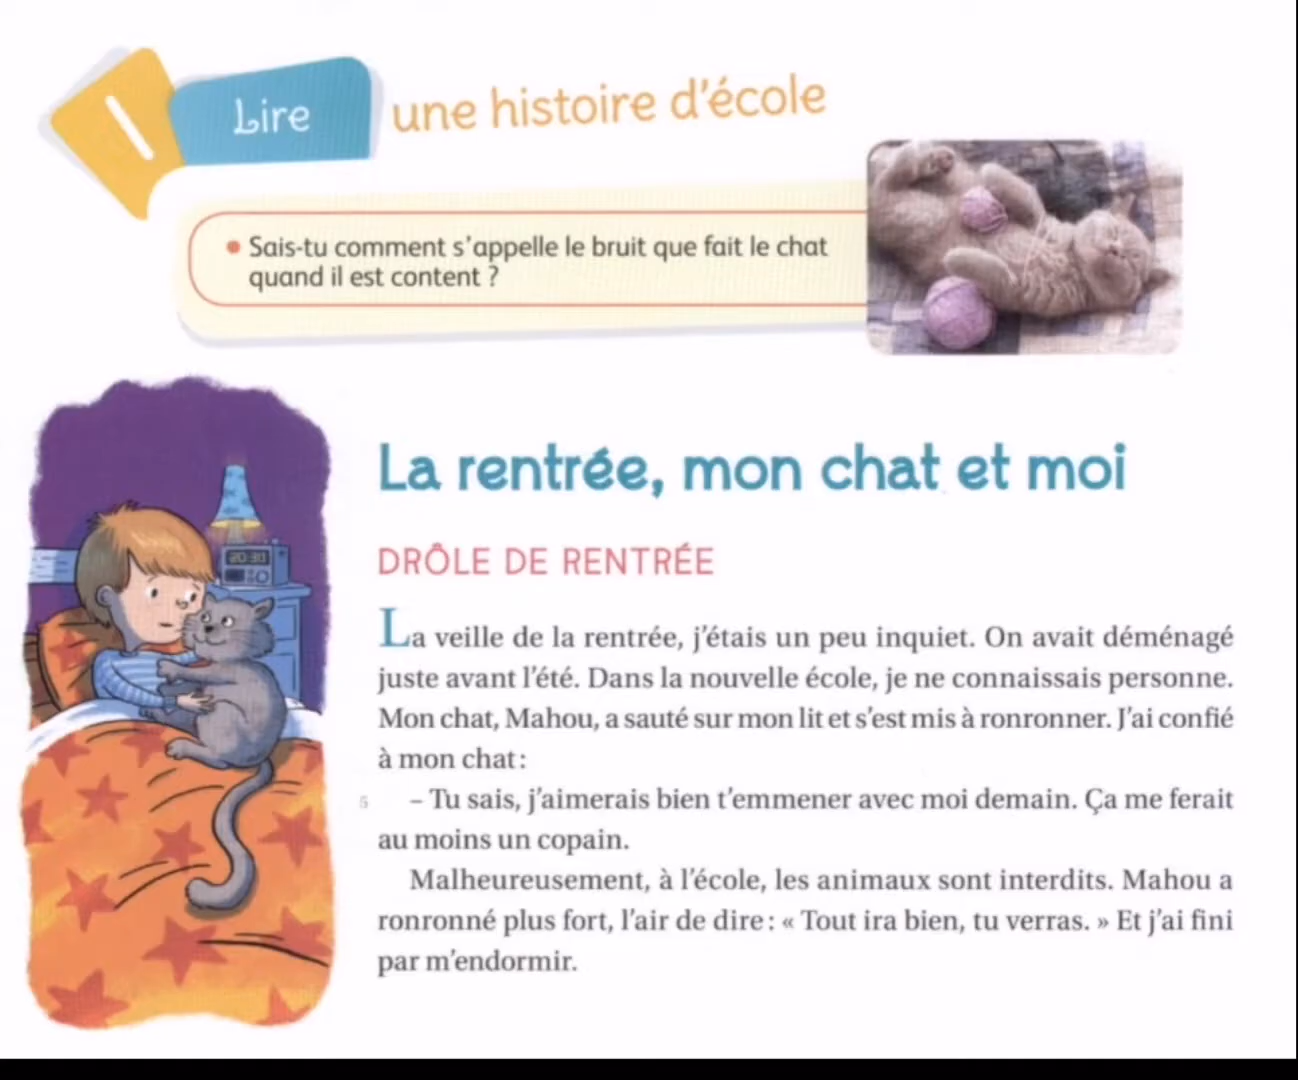 1
Lire
une histoire d'école
• Sais-tu comment s'appelle le bruit que fait le chat
quand il est content ?
20:30
La rentrée, mon chat et moi
DRÔLE DE RENTRÉE
La veille de la rentrée, j'étais un peu inquiet. On avait déménagé
juste avant l'été. Dans la nouvelle école, je ne connaissais personne.
Mon chat, Mahou, a sauté sur mon lit et s'est mis à ronronner. J'ai confié
à mon chat :
5
– Tu sais, j'aimerais bien t'emmener avec moi demain. Ça me ferait
au moins un copain.
Malheureusement, à l'école, les animaux sont interdits. Mahou a
ronronné plus fort, l'air de dire : « Tout ira bien, tu verras. » Et j'ai fini
par m'endormir.